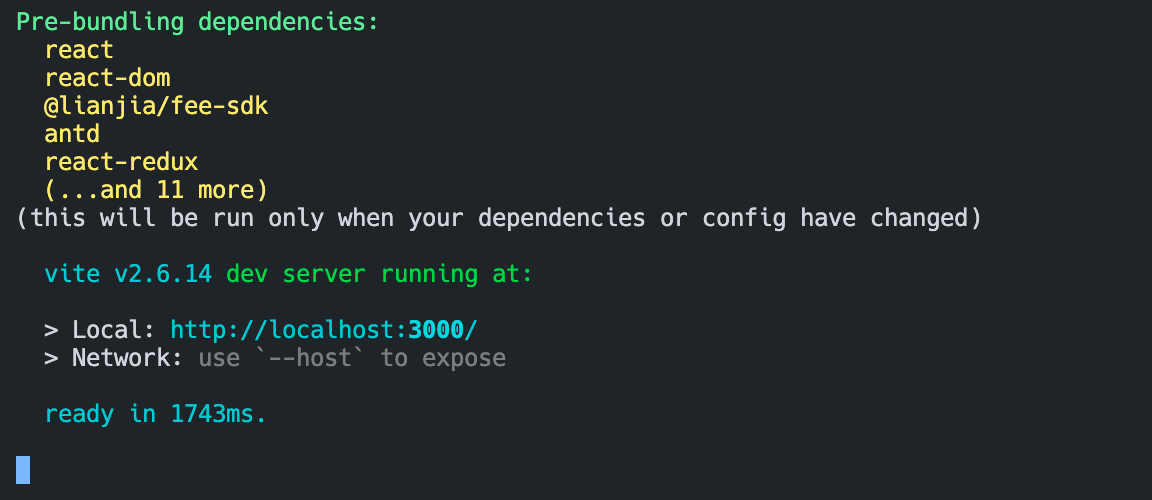 Pre-bundling dependencies:
react
react-dom
@lianjia/fee-sdk
antd
react-redux
(...and 11 more)
(this will be run only when your dependencies or config have changed)
vite v2.6.14 dev server running at:
> Local: http://localhost:3000/
> Network: use `--host` to expose
ready in 1743ms.